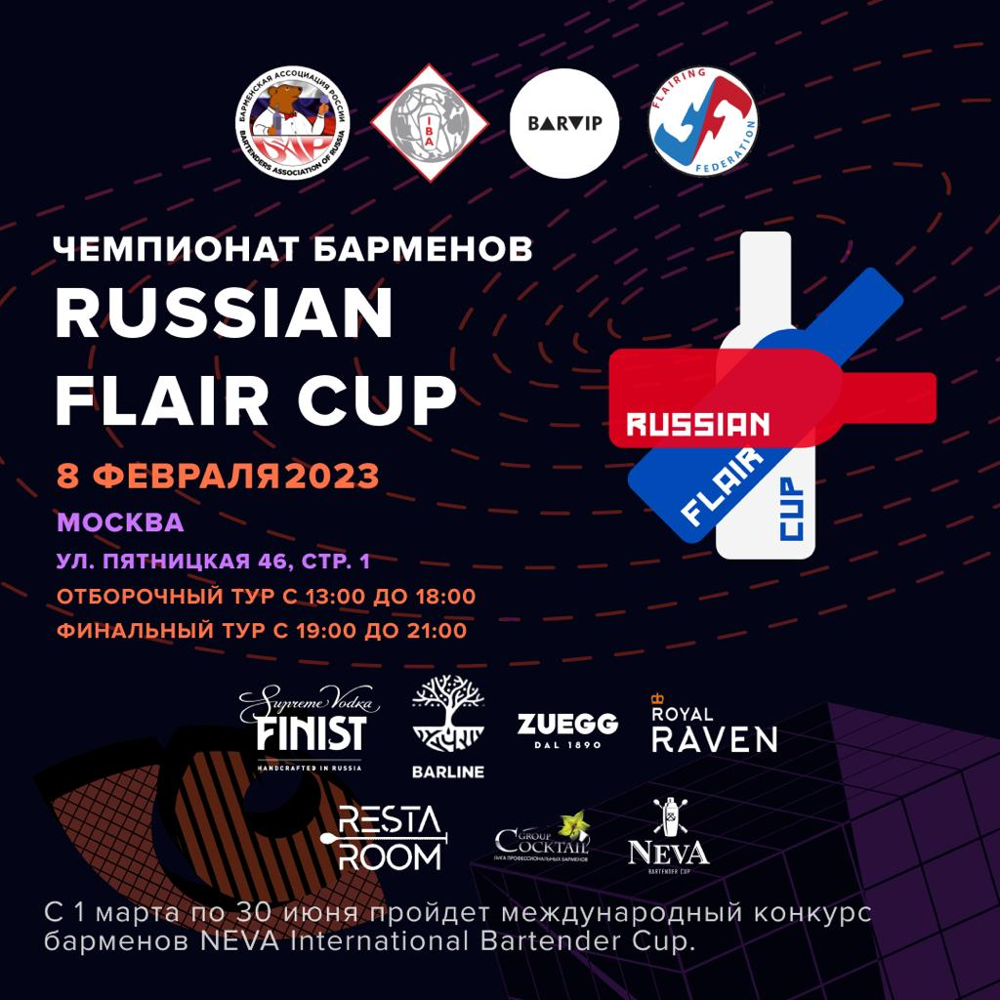 БАРМЕНСКАЯ АССОЦИАЦИЯ РОССИИ
БАР
BARTENDERS ASSOCIATION OF RUSSIA
IBA
BARVIP
FLAIRING
FEDERATION
ЧЕМПИОНАТ БАРМЕНОВ
RUSSIAN
FLAIR CUP
RUSSIAN
FLAIR
CUP
8 ФЕВРАЛЯ2023
МОСКВА
УЛ. ПЯТНИЦКАЯ 46, СТР. 1
ОТБОРОЧНЫЙ ТУР С 13:00 ДО 18:00
ФИНАЛЬНЫЙ ТУР С 19:00 ДО 21:00
Supreme Vodka
FINIST
HANDCRAFTED IN RUSSIA
BARLINE
ZUEGG
DAL 1890
ROYAL
RAVEN
RESTA
ROOM
GROUP
COCKTAIL
ЛИГА ПРОФЕССИОНАЛЬНЫХ БАРМЕНОВ
NEVA
BARTENDER CUP
С 1 марта по 30 июня пройдет международный конкурс
барменов NEVA International Bartender Cup.